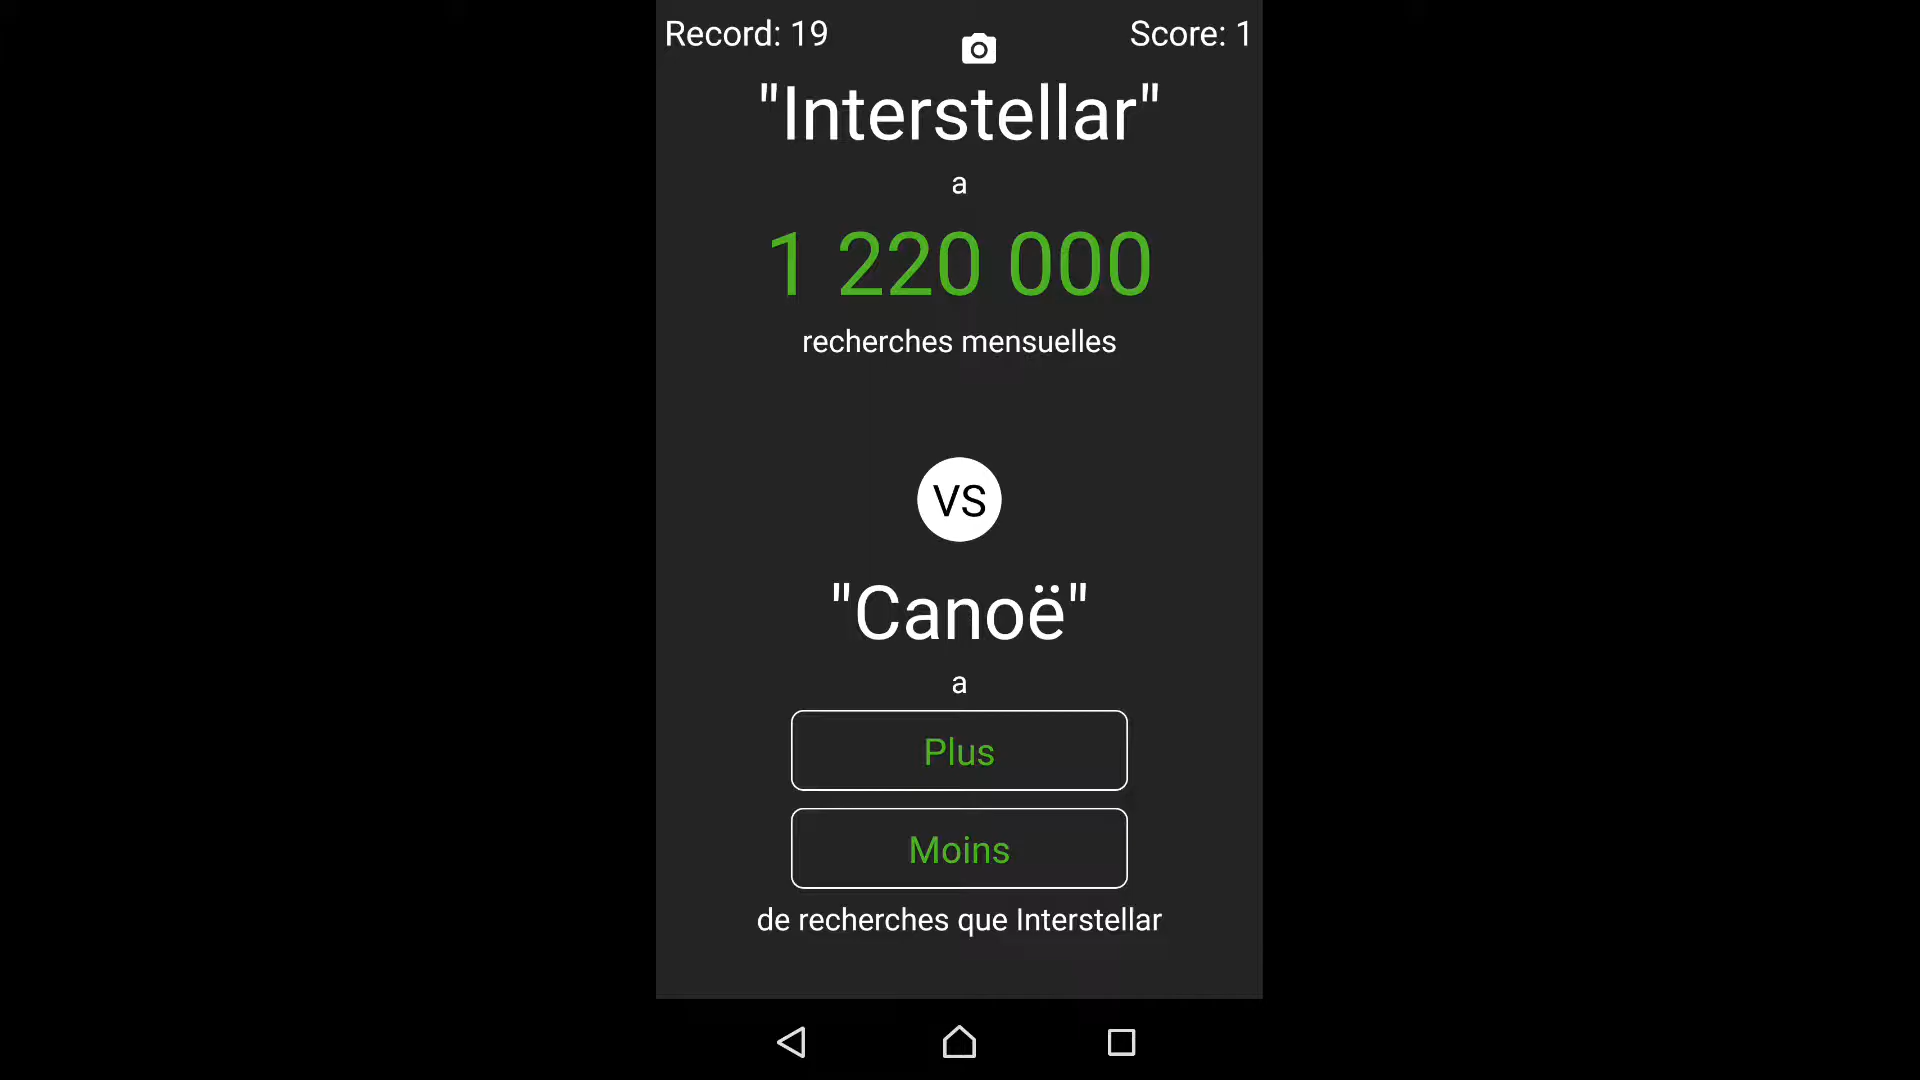 Record: 19
Score: 1
"Interstellar"
a
1 220 000
recherches mensuelles
VS
"Canoë"
a
Plus
Moins
de recherches que Interstellar